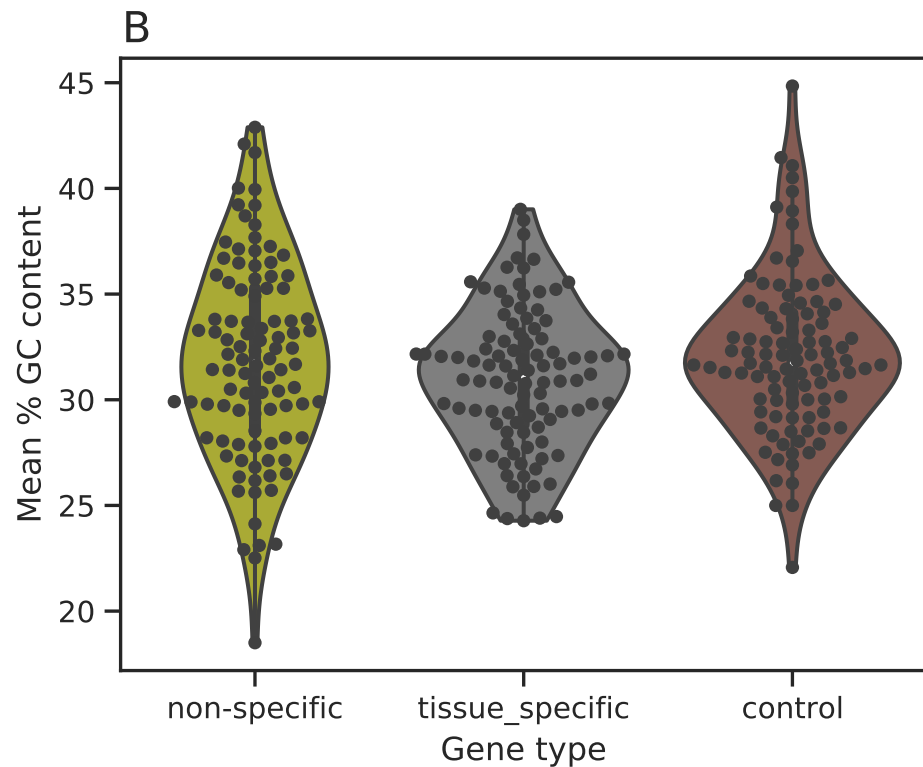 B
Mean % GC content
45
40
35
30
25
20
non-specific
tissue_specific
control
Gene type